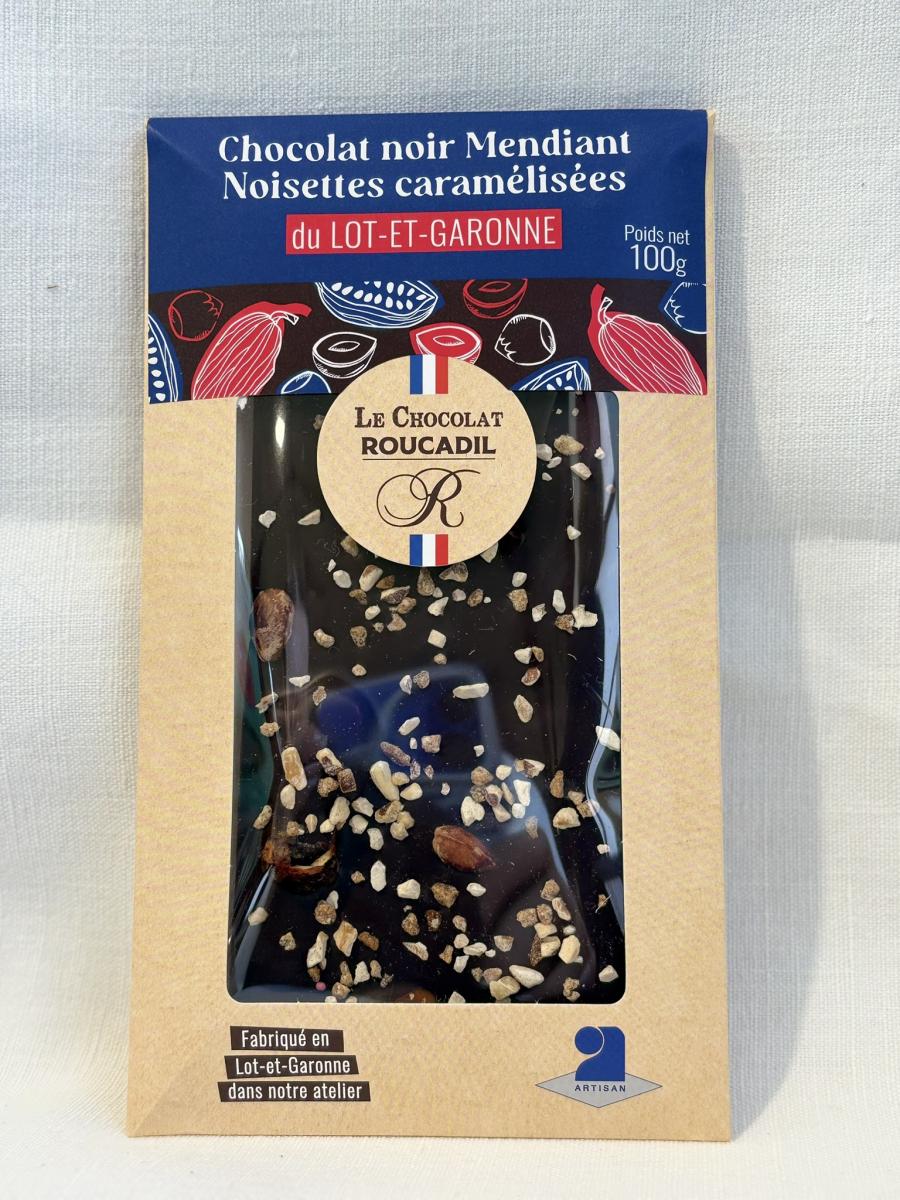 Chocolat noir Mendiant
Noisettes caramélisées
du LOT-ET-GARONNE
Poids net
100g
LE CHOCOLAT
ROUCADIL
R
Fabriqué en
Lot-et-Garonne
dans notre atelier
ARTISAN